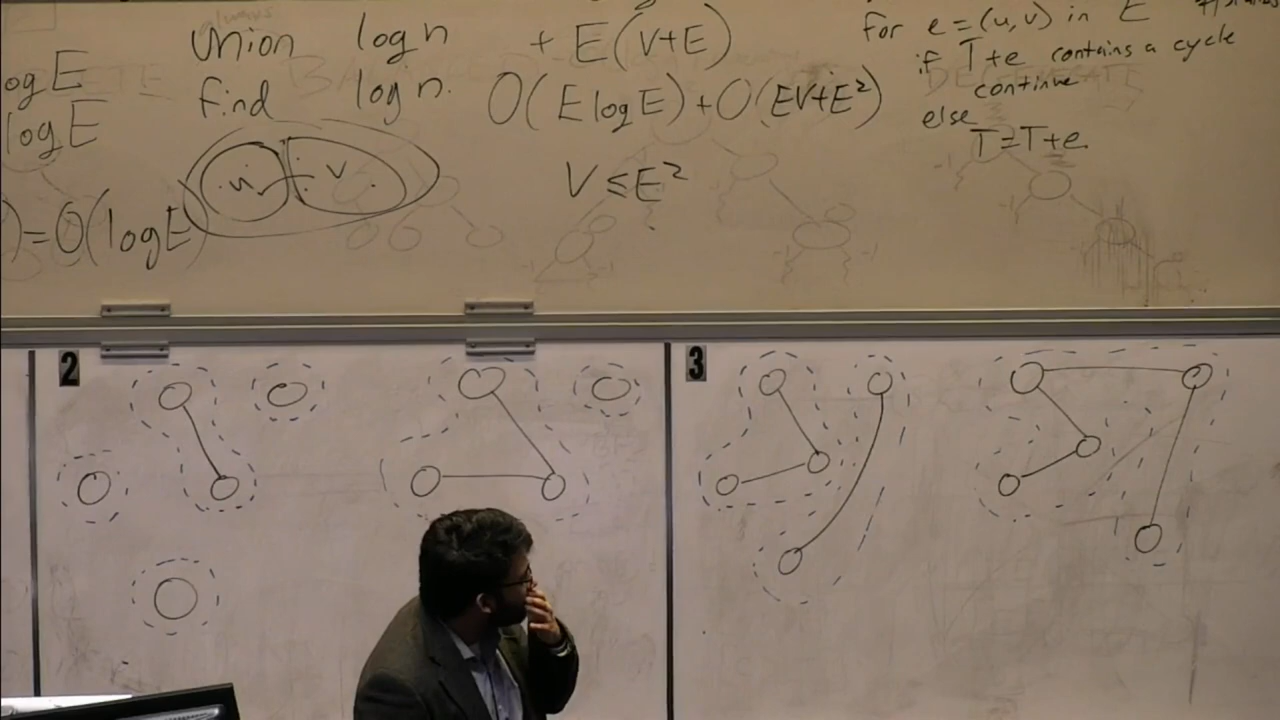 og E
log E
) = O(log E)
Union log n
find log n.
u v
+ E(V+E)
O(E log E) + O(EV+E²)
V ≤ E²
For e = (u,v) in E
if T+e contains a cycle
continue
else
T = T+e
2
3